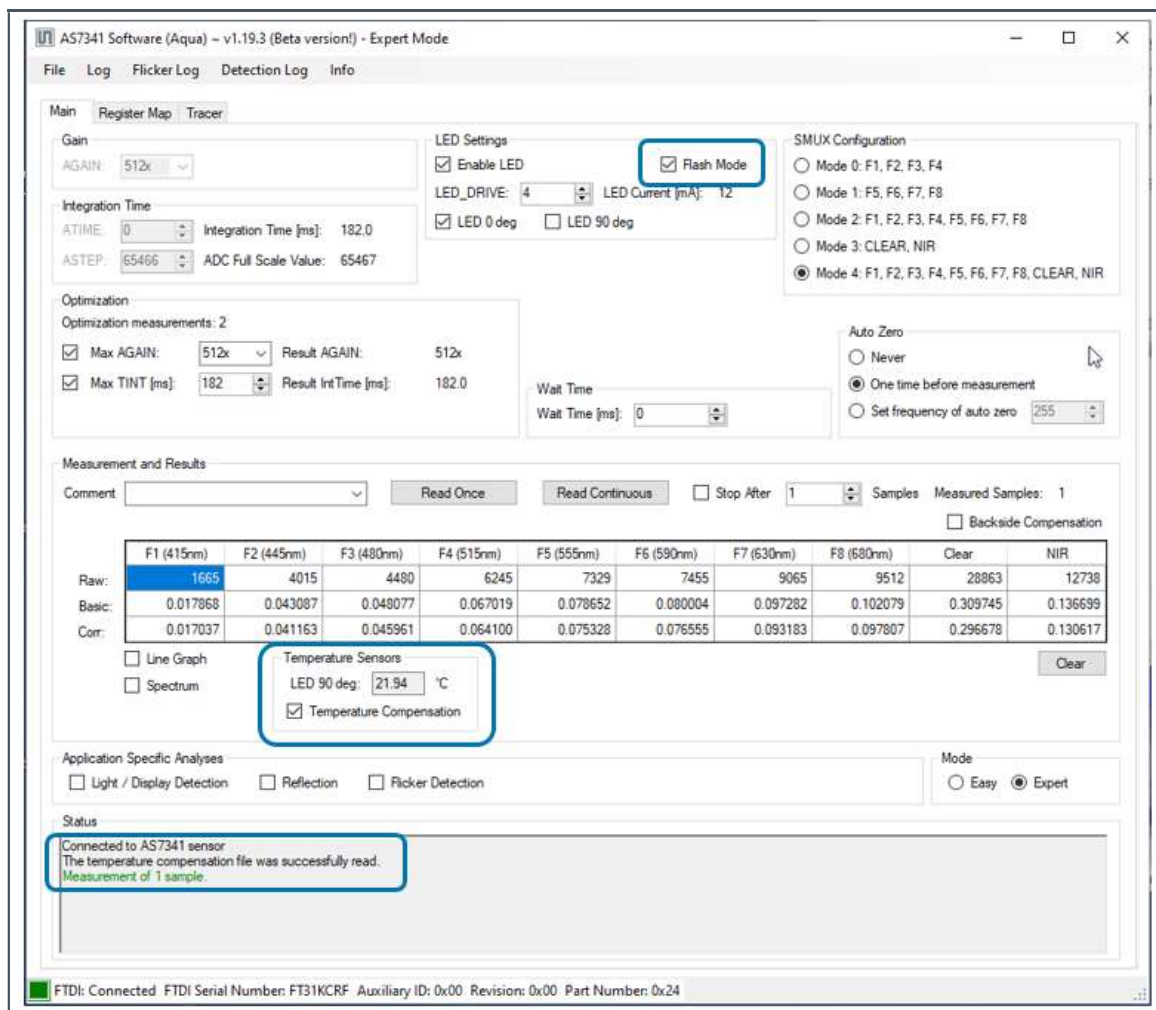 AS7341 Software (Aqua) – v1.19.3 (Beta version!) - Expert Mode
File Log Flicker Log Detection Log Info
Main Register Map Tracer
Gain
AGAIN: 512x
Integration Time
ATIME: 0 Integration Time [ms]: 182.0
ASTEP: 65466 ADC Full Scale Value: 65467
LED Settings
Enable LED Flash Mode
LED_DRIVE: 4 LED Current [mA]: 12
LED 0 deg LED 90 deg
SMUX Configuration
Mode 0: F1, F2, F3, F4
Mode 1: F5, F6, F7, F8
Mode 2: F1, F2, F3, F4, F5, F6, F7, F8
Mode 3: CLEAR, NIR
Mode 4: F1, F2, F3, F4, F5, F6, F7, F8, CLEAR, NIR
Optimization
Optimization measurements: 2
Max AGAIN: 512x Result AGAIN: 512x
Max TINT [ms]: 182 Result IntTime [ms]: 182.0
Wait Time
Wait Time [ms]: 0
Auto Zero
Never
One time before measurement
Set frequency of auto zero 255
Measurement and Results
Comment Read Once Read Continuous Stop After 1 Samples Measured Samples: 1
Backside Compensation
F1 (415nm) F2 (445nm) F3 (480nm) F4 (515nm) F5 (555nm) F6 (590nm) F7 (630nm) F8 (680nm) Clear NIR
Raw: 1665 4015 4480 6245 7329 7455 9065 9512 28863 12738
Basic: 0.017868 0.043087 0.048077 0.067019 0.078652 0.080004 0.097282 0.102079 0.309745 0.136699
Corr: 0.017037 0.041163 0.045961 0.064100 0.075328 0.076555 0.093183 0.097807 0.296678 0.130617
Line Graph
Spectrum
Temperature Sensors
LED 90 deg: 21.94 °C
Temperature Compensation
Clear
Application Specific Analyses
Light / Display Detection Reflection Flicker Detection
Mode
Easy Expert
Status
Connected to AS7341 sensor
The temperature compensation file was successfully read.
Measurement of 1 sample.
FTDI: Connected FTDI Serial Number: FT31KCRF Auxiliary ID: 0x00 Revision: 0x00 Part Number: 0x24